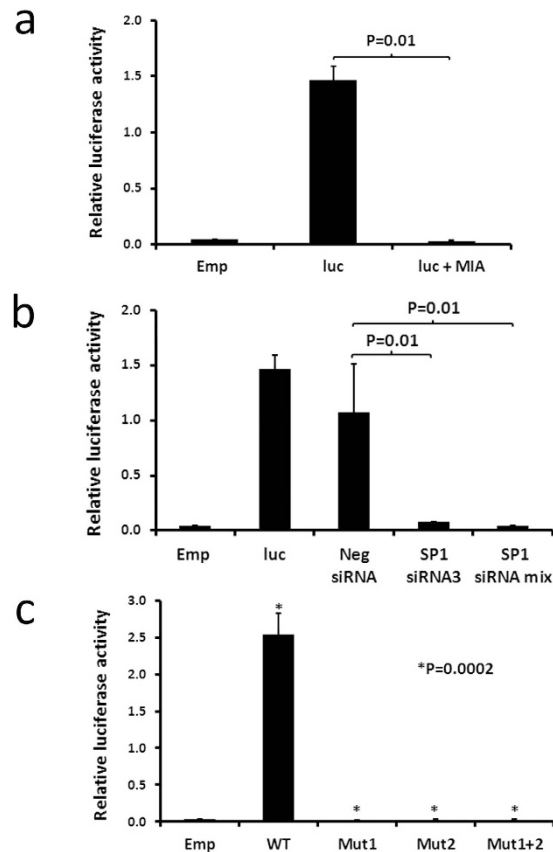 a
Relative luciferase activity
2.0
1.5
1.0
0.5
0.0
P=0.01
Emp luc luc + MIA
b
Relative luciferase activity
2.0
1.5
1.0
0.5
0.0
P=0.01
P=0.01
Emp luc Neg SP1 SP1
siRNA siRNA3 siRNA mix
c
Relative luciferase activity
3.0
2.5
2.0
1.5
1.0
0.5
0.0
*
*P=0.0002
* * *
Emp WT Mut1 Mut2 Mut1+2